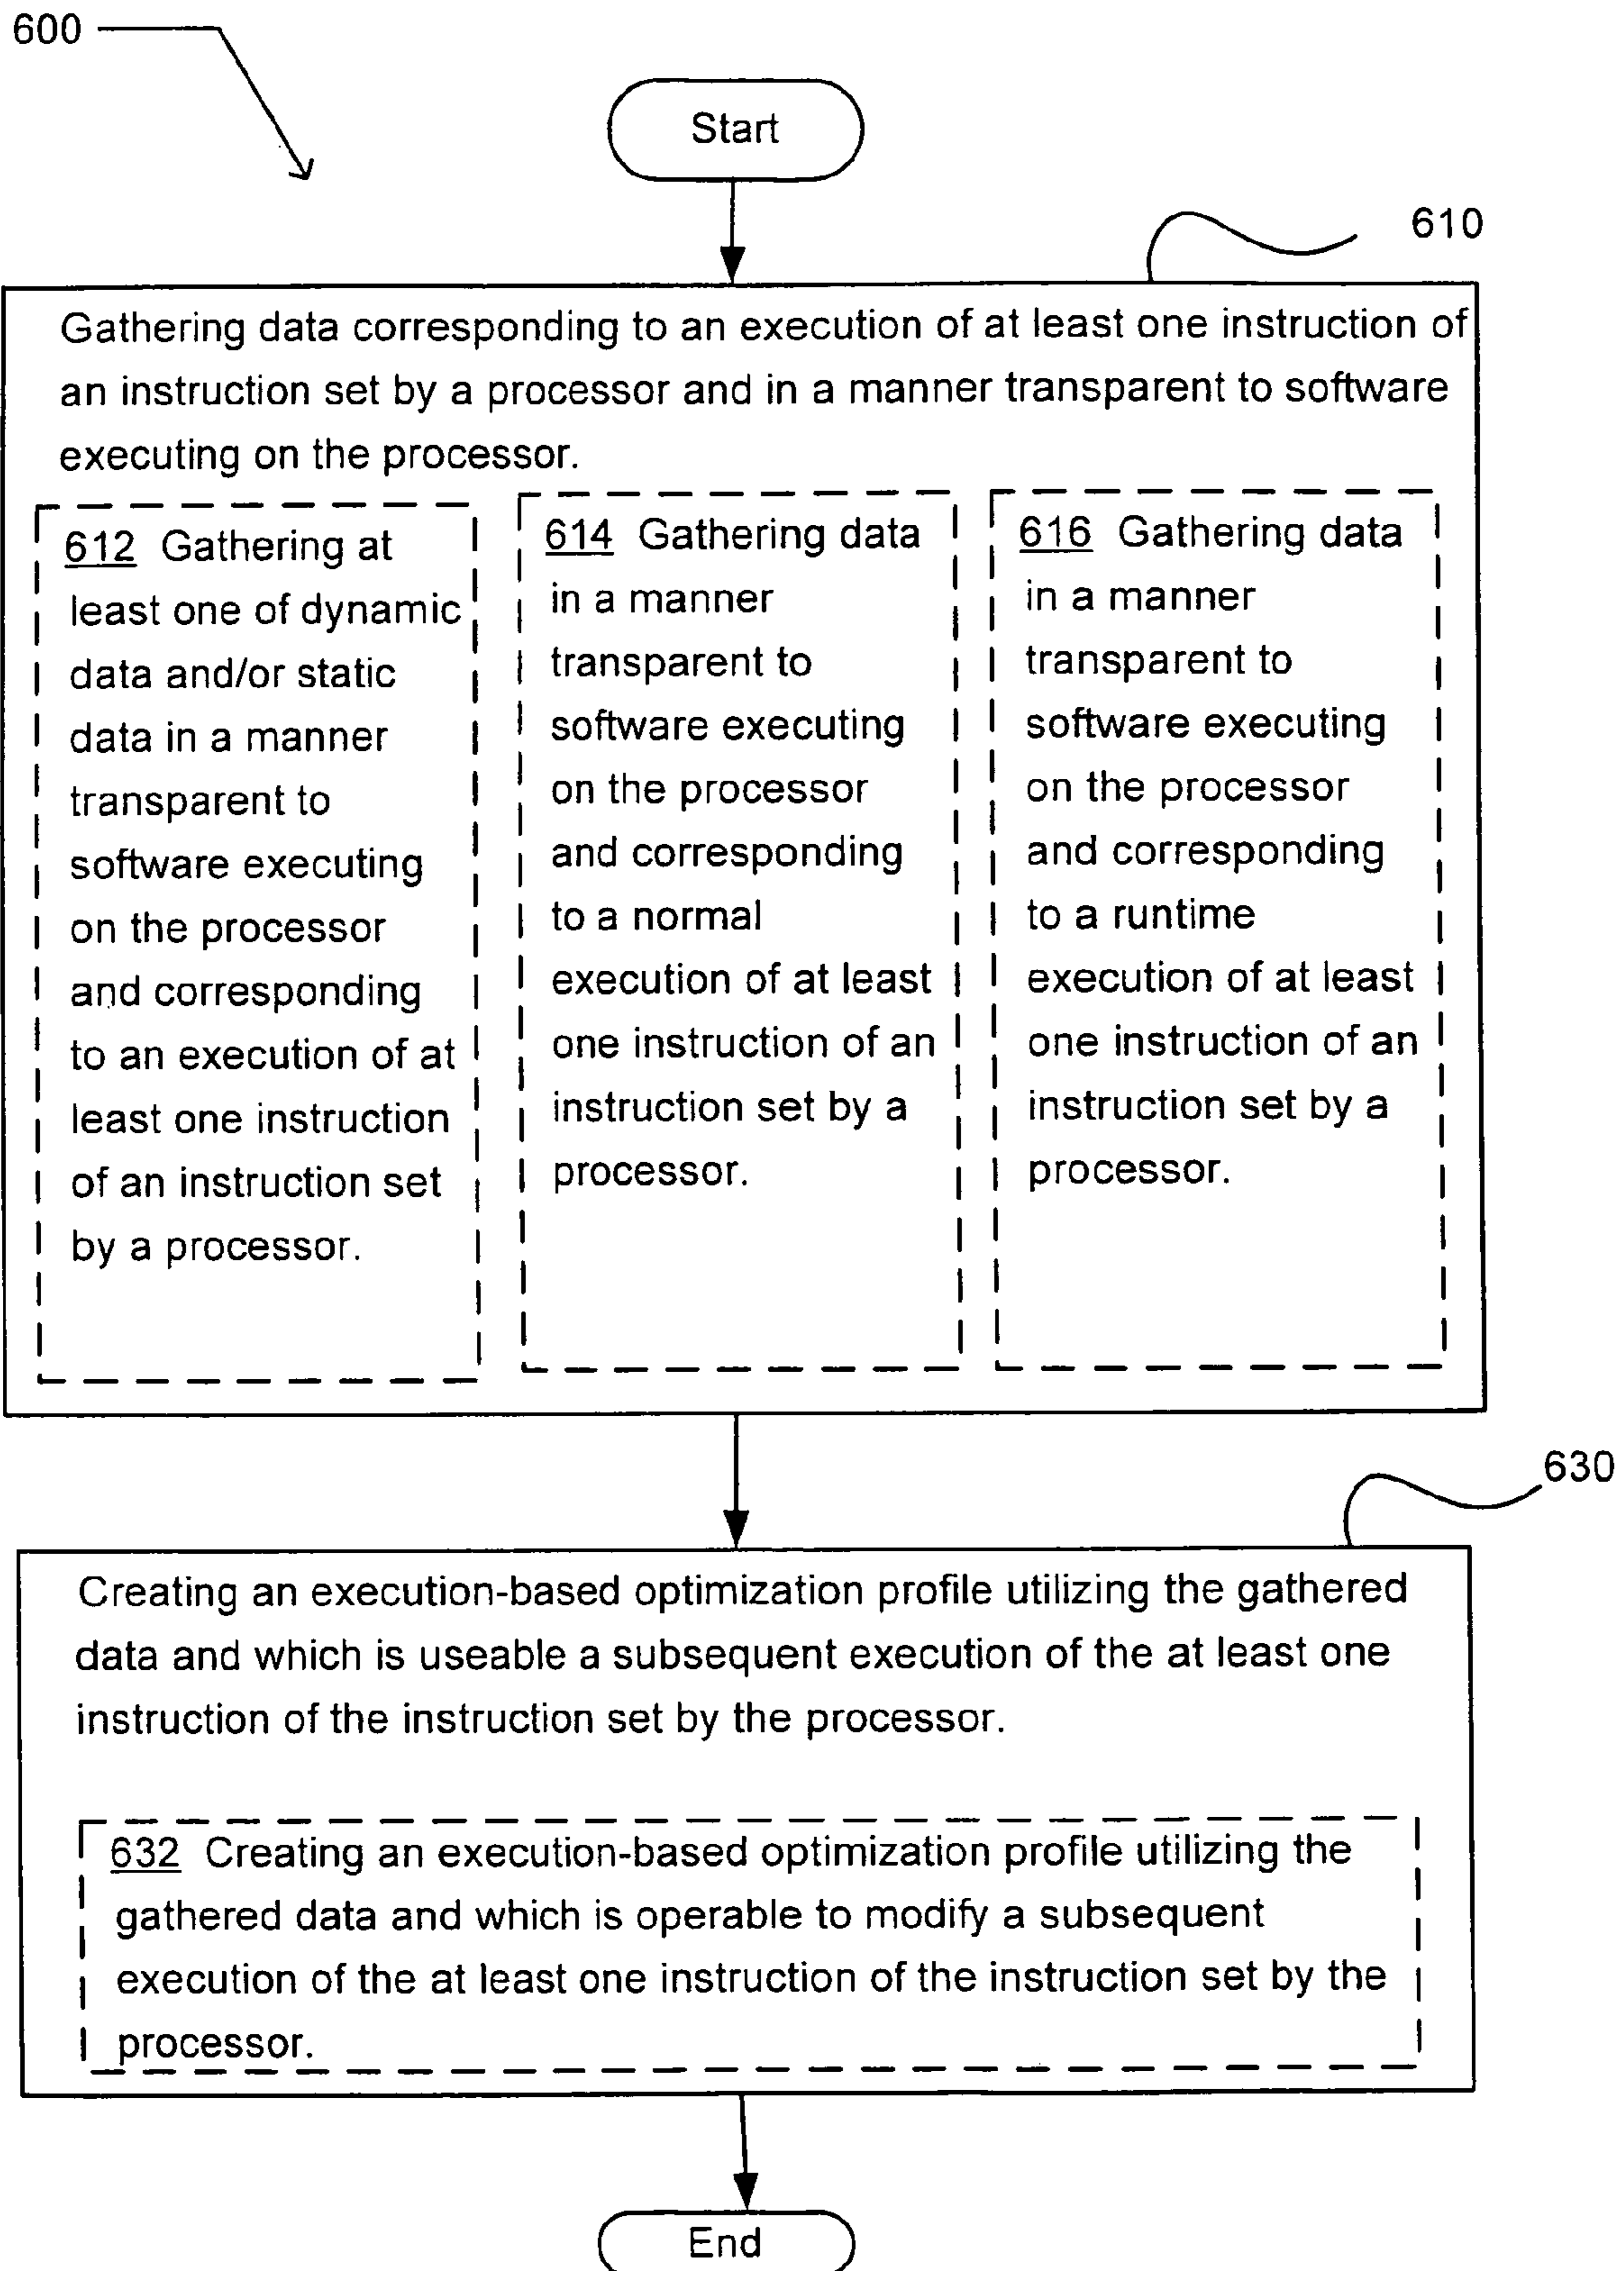 600
Start
610
Gathering data corresponding to an execution of at least one instruction of
an instruction set by a processor and in a manner transparent to software
executing on the processor.
612 Gathering at
least one of dynamic
data and/or static
data in a manner
transparent to
software executing
on the processor
and corresponding
to an execution of at
least one instruction
of an instruction set
by a processor.
614 Gathering data
in a manner
transparent to
software executing
on the processor
and corresponding
to a normal
execution of at least
one instruction of an
instruction set by a
processor.
616 Gathering data
in a manner
transparent to
software executing
on the processor
and corresponding
to a runtime
execution of at least
one instruction of an
instruction set by a
processor.
630
Creating an execution-based optimization profile utilizing the gathered
data and which is useable a subsequent execution of the at least one
instruction of the instruction set by the processor.
632 Creating an execution-based optimization profile utilizing the
gathered data and which is operable to modify a subsequent
execution of the at least one instruction of the instruction set by the
processor.
End